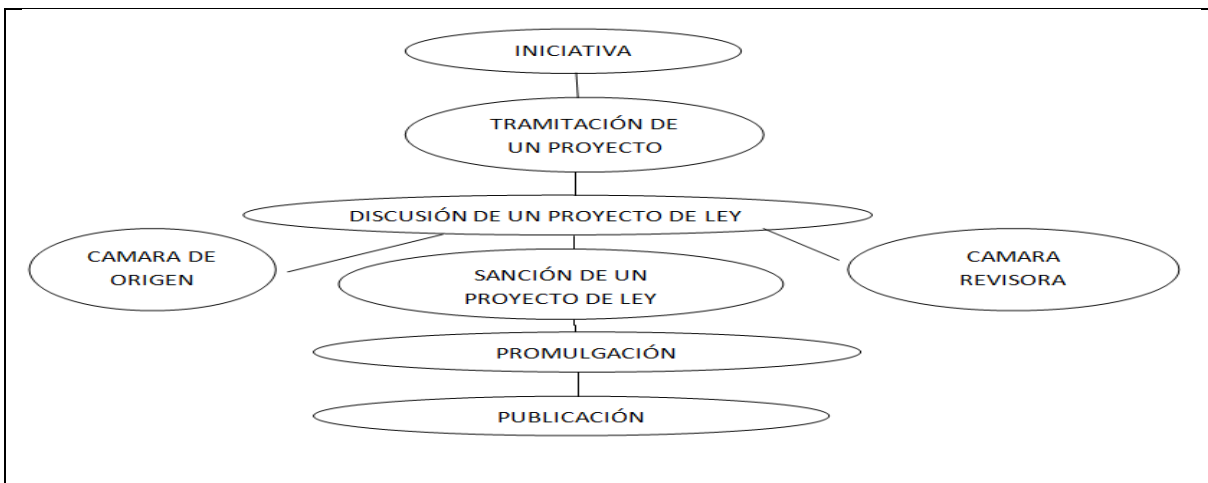 INICIATIVA
TRAMITACIÓN DE
UN PROYECTO
DISCUSIÓN DE UN PROYECTO DE LEY
CAMARA DE
ORIGEN
SANCIÓN DE UN
PROYECTO DE LEY
CAMARA
REVISORA
PROMULGACIÓN
PUBLICACIÓN